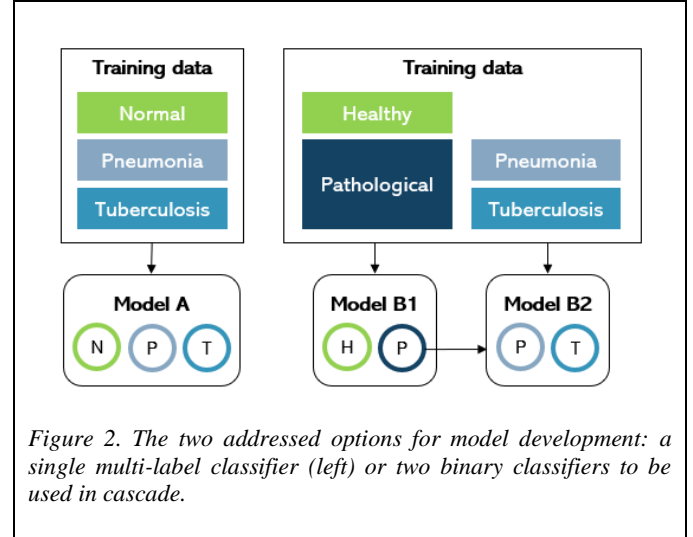 Training data
Normal
Pneumonia
Tuberculosis
Model A
N P T
Training data
Healthy
Pathological
Pneumonia
Tuberculosis
Model B1
H P
Model B2
P T
Figure 2. The two addressed options for model development: a
single multi-label classifier (left) or two binary classifiers to be
used in cascade.